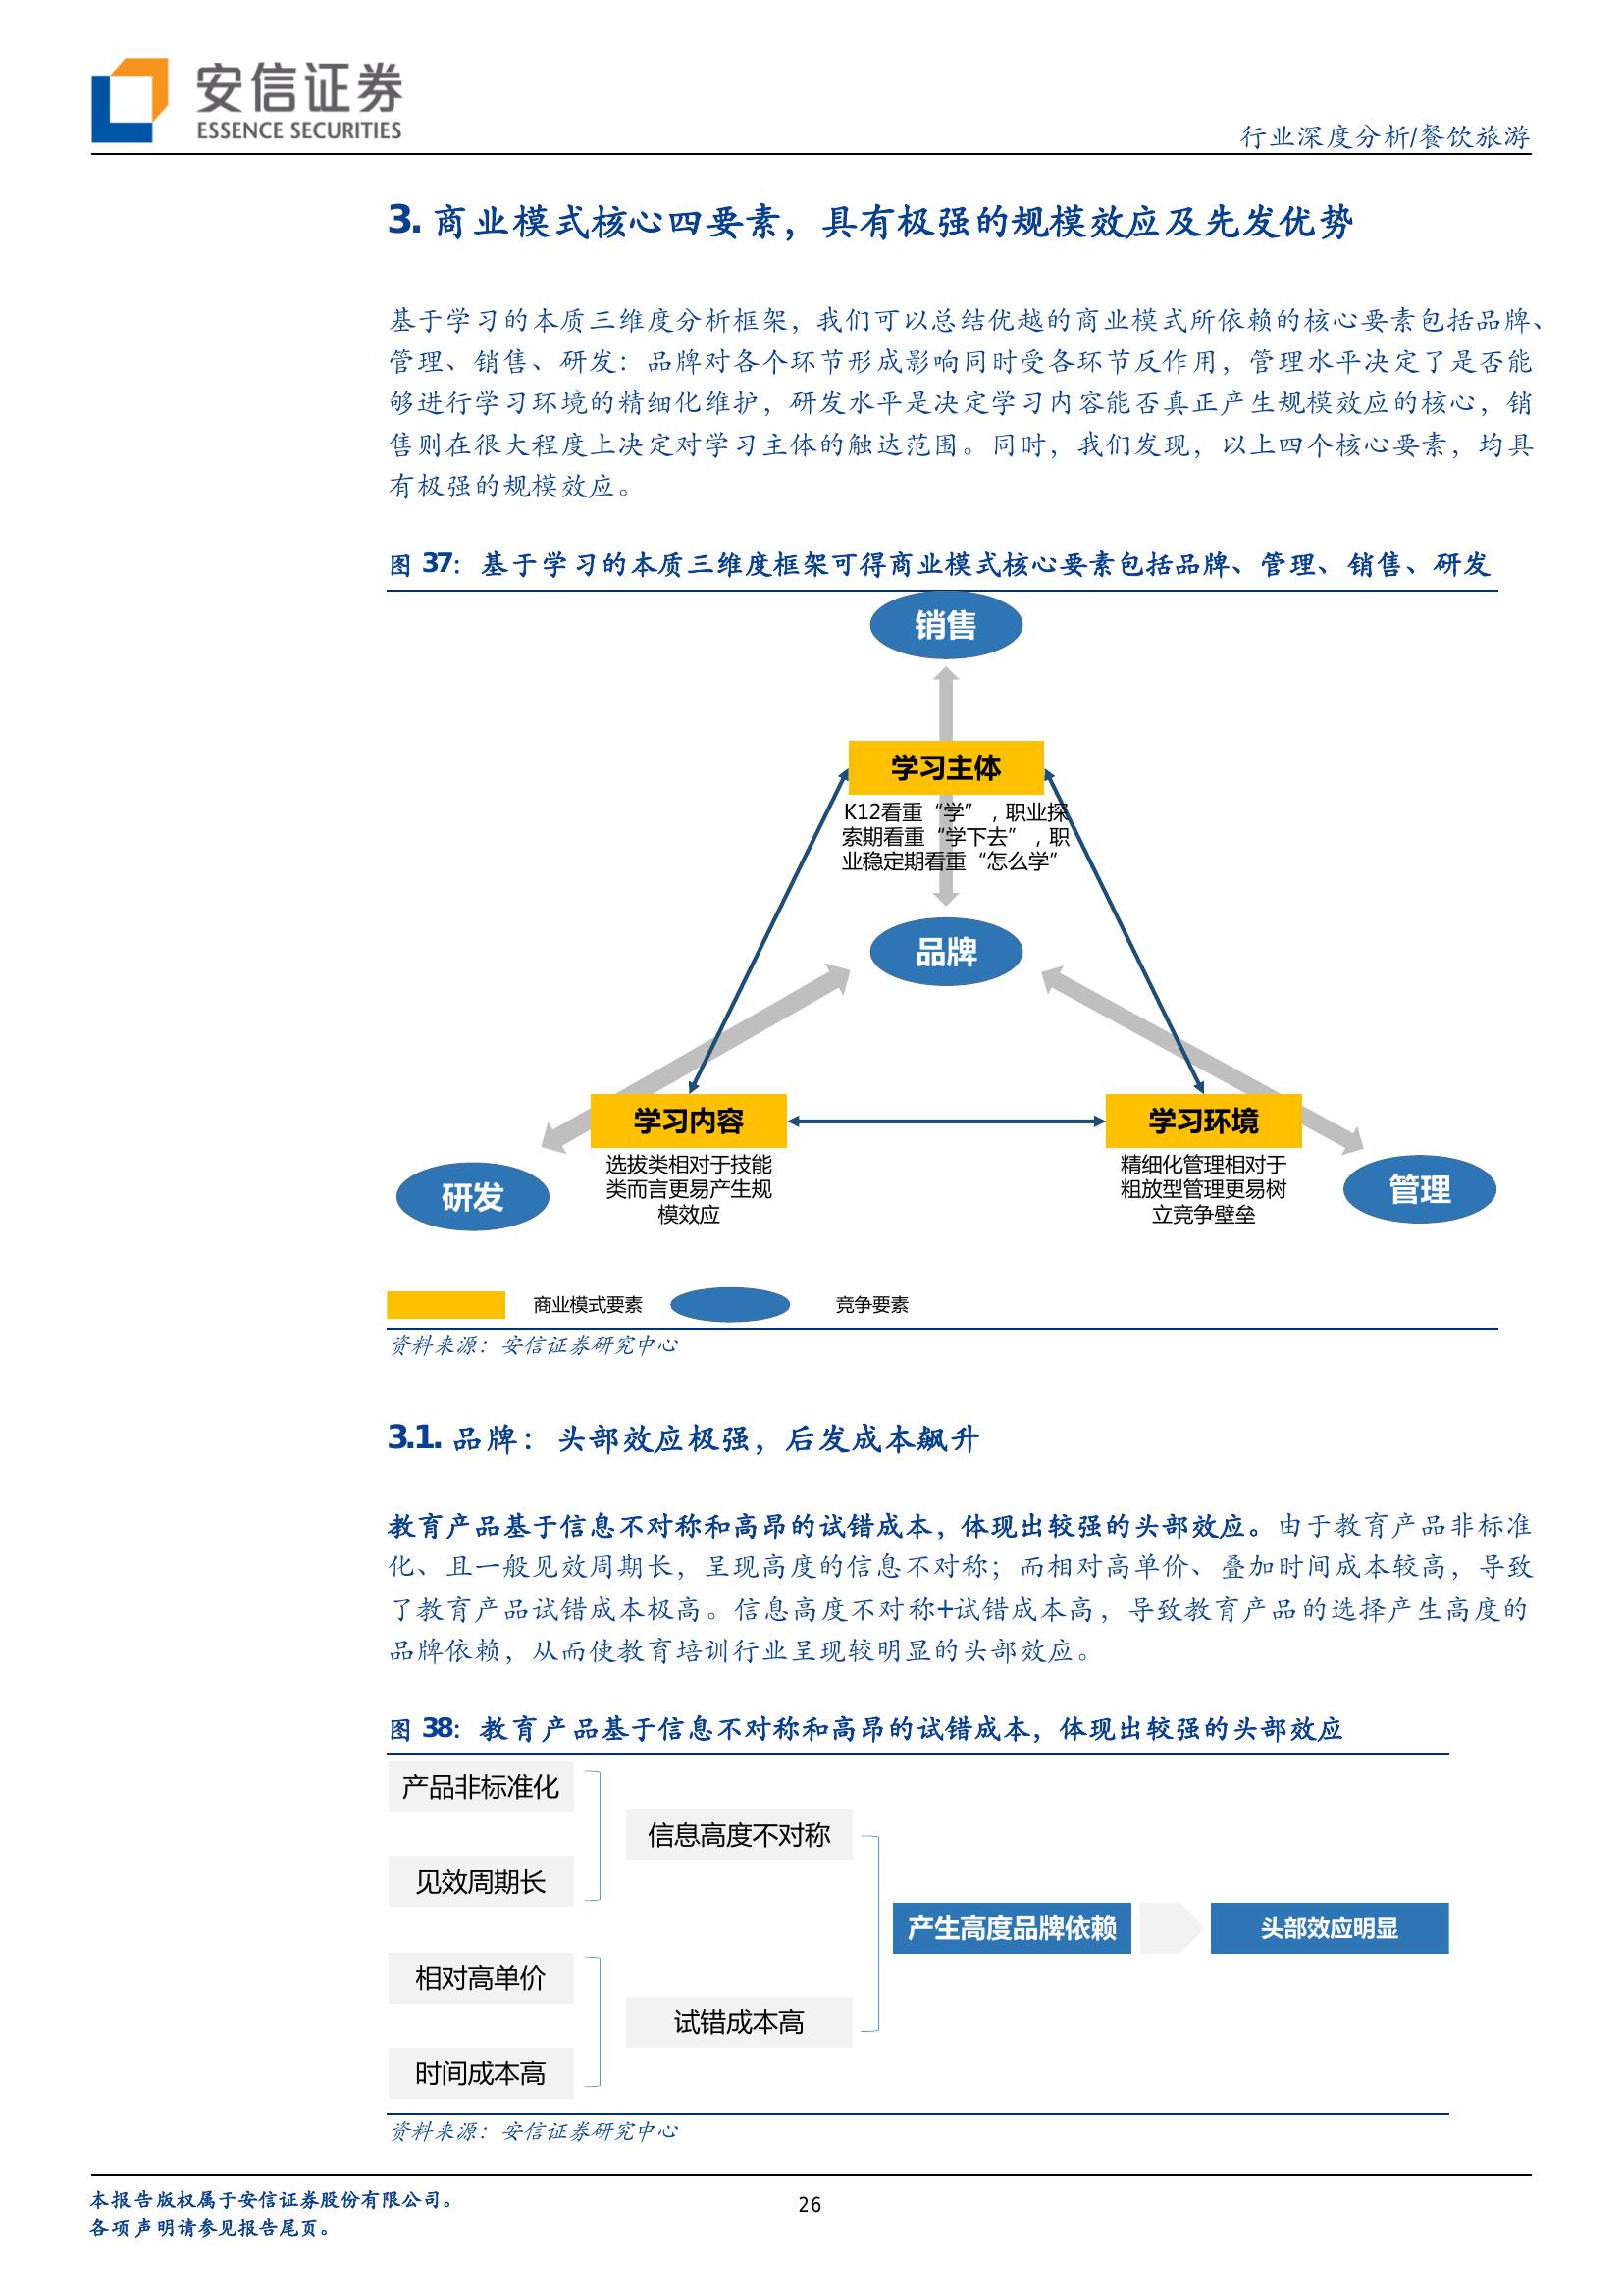 安信证券
ESSENCE SECURITIES
行业深度分析/餐饮旅游
3. 商业模式核心四要素，具有极强的规模效应及先发优势
基于学习的本质三维度分析框架，我们可以总结优越的商业模式所依赖的核心要素包括品牌、
管理、销售、研发：品牌对各个环节形成影响同时受各环节反作用，管理水平决定了是否能
够进行学习环境的精细化维护，研发水平是决定学习内容能否真正产生规模效应的核心，销
售则在很大程度上决定对学习主体的触达范围。同时，我们发现，以上四个核心要素，均具
有极强的规模效应。
图 37：基于学习的本质三维度框架可得商业模式核心要素包括品牌、管理、销售、研发
销售
学习主体
K12看重“学”，职业探
索期看重“学下去”，职
业稳定期看重“怎么学”
品牌
学习内容
学习环境
选拔类相对于技能
类而言更易产生规
模效应
精细化管理相对于
粗放型管理更易树
立竞争壁垒
研发
管理
商业模式要素
竞争要素
资料来源：安信证券研究中心
3.1. 品牌：头部效应极强，后发成本飙升
教育产品基于信息不对称和高昂的试错成本，体现出较强的头部效应。由于教育产品非标准
化、且一般见效周期长，呈现高度的信息不对称；而相对高单价、叠加时间成本较高，导致
了教育产品试错成本极高。信息高度不对称+试错成本高，导致教育产品的选择产生高度的
品牌依赖，从而使教育培训行业呈现较明显的头部效应。
图 38：教育产品基于信息不对称和高昂的试错成本，体现出较强的头部效应
产品非标准化
信息高度不对称
见效周期长
产生高度品牌依赖
头部效应明显
相对高单价
试错成本高
时间成本高
资料来源：安信证券研究中心
本报告版权属于安信证券股份有限公司。
26
各项声明请参见报告尾页。